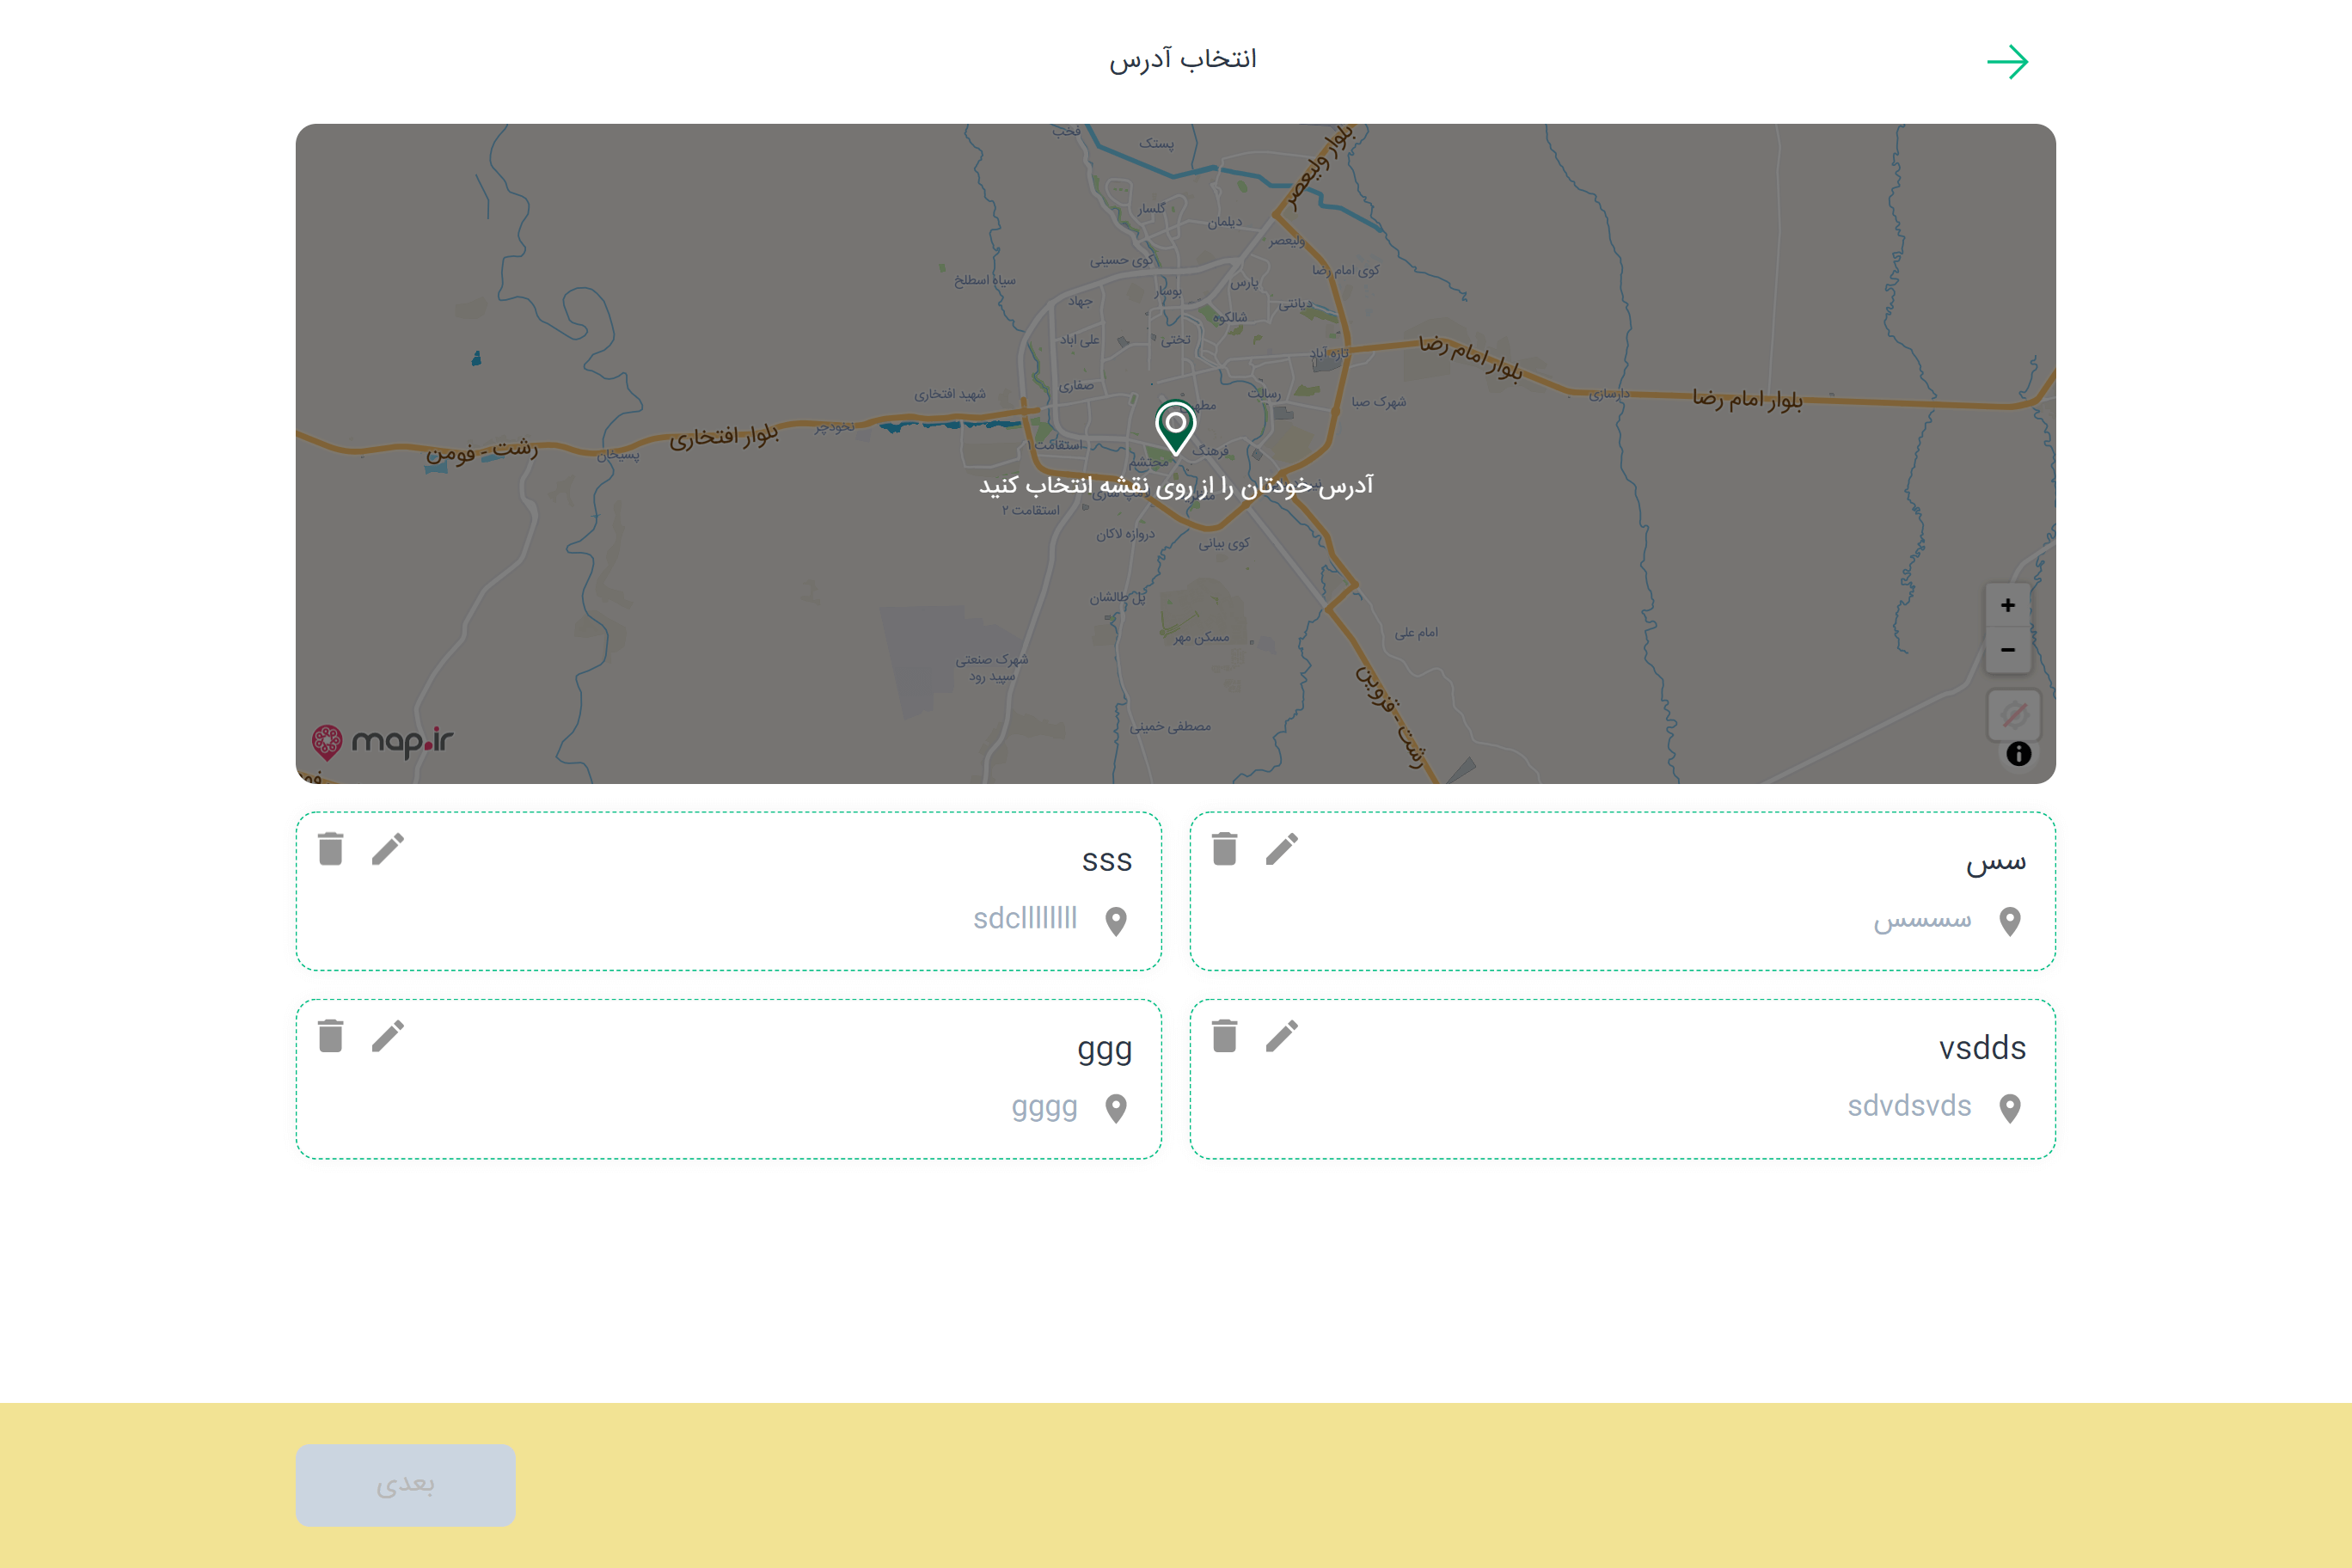 انتخاب آدرس
فخب
پستک
بلوار ولیعصر
گلسار
دیلمان
ولیعصر
کوی حسینی
کوی امام رضا
سیاه اسطلخ
پارس
بوسار
جهاد
دیانتی
شالکوه
علی اباد
تختی
تازه آباد
بلوار امام رضا
صفاری
شهید افتخاری
رسالت
شهرک صبا
دارسازی
بلوار امام رضا
نخودچر
بلوار افتخاری
رشت - فومن
پسیخان
استقامت ۱
فرهنگ
محتشم
آدرس خودتان را از روی نقشه انتخاب کنید
استقامت ۲
دروازه لاکان
کوی بیانی
پل طالشان
امام علی
مسکن مهر
شهرک صنعتی
سپید رود
رشت - قزوین
مصطفی خمینی
map.ir
سس
سسسس
sss
sdcllllllll
vsdds
sdvdsvds
ggg
gggg
بعدی